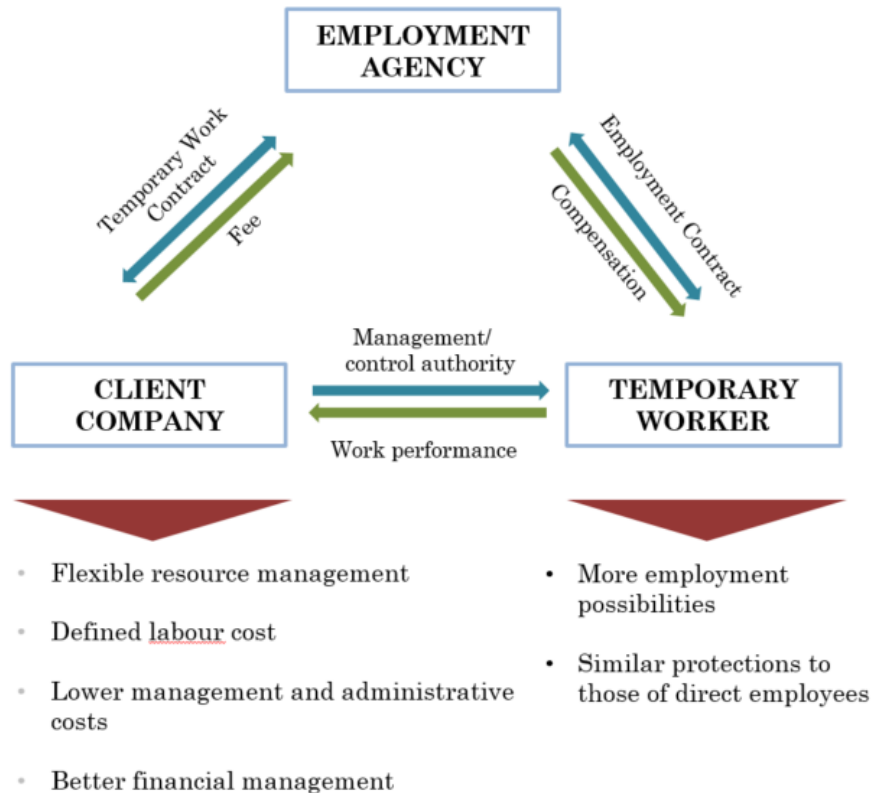 EMPLOYMENT
AGENCY
Temporary Work
Contract
Fee
Employment Contract
Compensation
Management/
control authority
CLIENT
COMPANY
TEMPORARY
WORKER
Work performance
• Flexible resource management
• Defined labour cost
• Lower management and administrative
costs
• Better financial management
• More employment
possibilities
• Similar protections to
those of direct employees